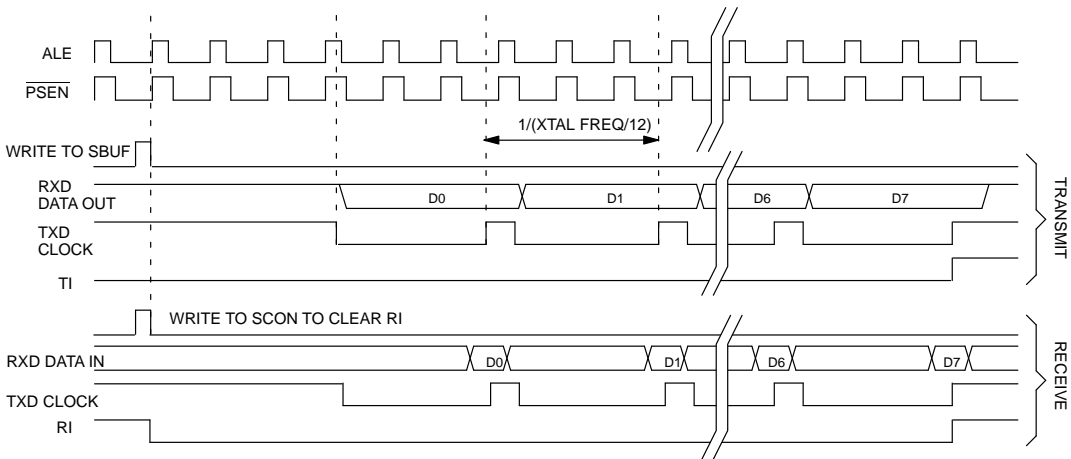 ALE
PSEN
1/(XTAL FREQ/12)
WRITE TO SBUF
RXD
DATA OUT
D0
D1
D6
D7
TXD
CLOCK
TI
TRANSMIT
WRITE TO SCON TO CLEAR RI
RXD DATA IN
D0
D1
D6
D7
TXD CLOCK
RI
RECEIVE